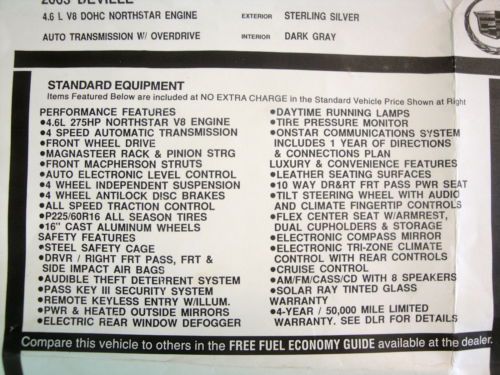 2003 DEVILLE
4.6 L V8 DOHC NORTHSTAR ENGINE EXTERIOR STERLING SILVER
AUTO TRANSMISSION W/ OVERDRIVE INTERIOR DARK GRAY
STANDARD EQUIPMENT
Items Featured Below are included at NO EXTRA CHARGE in the Standard Vehicle Price Shown at Right
PERFORMANCE FEATURES
●4.6L 275HP NORTHSTAR V8 ENGINE
●4 SPEED AUTOMATIC TRANSMISSION
●FRONT WHEEL DRIVE
●MAGNASTEER RACK & PINION STRG
●FRONT MACPHERSON STRUTS
●AUTO ELECTRONIC LEVEL CONTROL
●4 WHEEL INDEPENDENT SUSPENSION
●4 WHEEL ANTILOCK DISC BRAKES
●ALL SPEED TRACTION CONTROL
●P225/60R16 ALL SEASON TIRES
●16" CAST ALUMINUM WHEELS
SAFETY FEATURES
●STEEL SAFETY CAGE
●DRVR / RIGHT FRT PASS, FRT &
SIDE IMPACT AIR BAGS
●AUDIBLE THEFT DETERRENT SYSTEM
●PASS KEY III SECURITY SYSTEM
●REMOTE KEYLESS ENTRY W/ILLUM.
●PWR & HEATED OUTSIDE MIRRORS
●ELECTRIC REAR WINDOW DEFOGGER
●DAYTIME RUNNING LAMPS
●TIRE PRESSURE MONITOR
●ONSTAR COMMUNICATIONS SYSTEM
INCLUDES 1 YEAR OF DIRECTIONS
& CONNECTIONS PLAN
LUXURY & CONVENIENCE FEATURES
●LEATHER SEATING SURFACES
●10 WAY DR&RT FRT PASS PWR SEAT
●TILT STEERING WHEEL WITH AUDIO
AND CLIMATE FINGERTIP CONTROLS
●FLEX CENTER SEAT W/ARMREST,
DUAL CUPHOLDERS & STORAGE
●ELECTRONIC COMPASS MIRROR
●ELECTRONIC TRI-ZONE CLIMATE
CONTROL WITH REAR CONTROLS
●CRUISE CONTROL
●AM/FM/CASS/CD WITH 8 SPEAKERS
●SOLAR RAY TINTED GLASS
WARRANTY
●4-YEAR / 50,000 MILE LIMITED
WARRANTY. SEE DLR FOR DETAILS
Compare this vehicle to others in the FREE FUEL ECONOMY GUIDE available at the dealer.